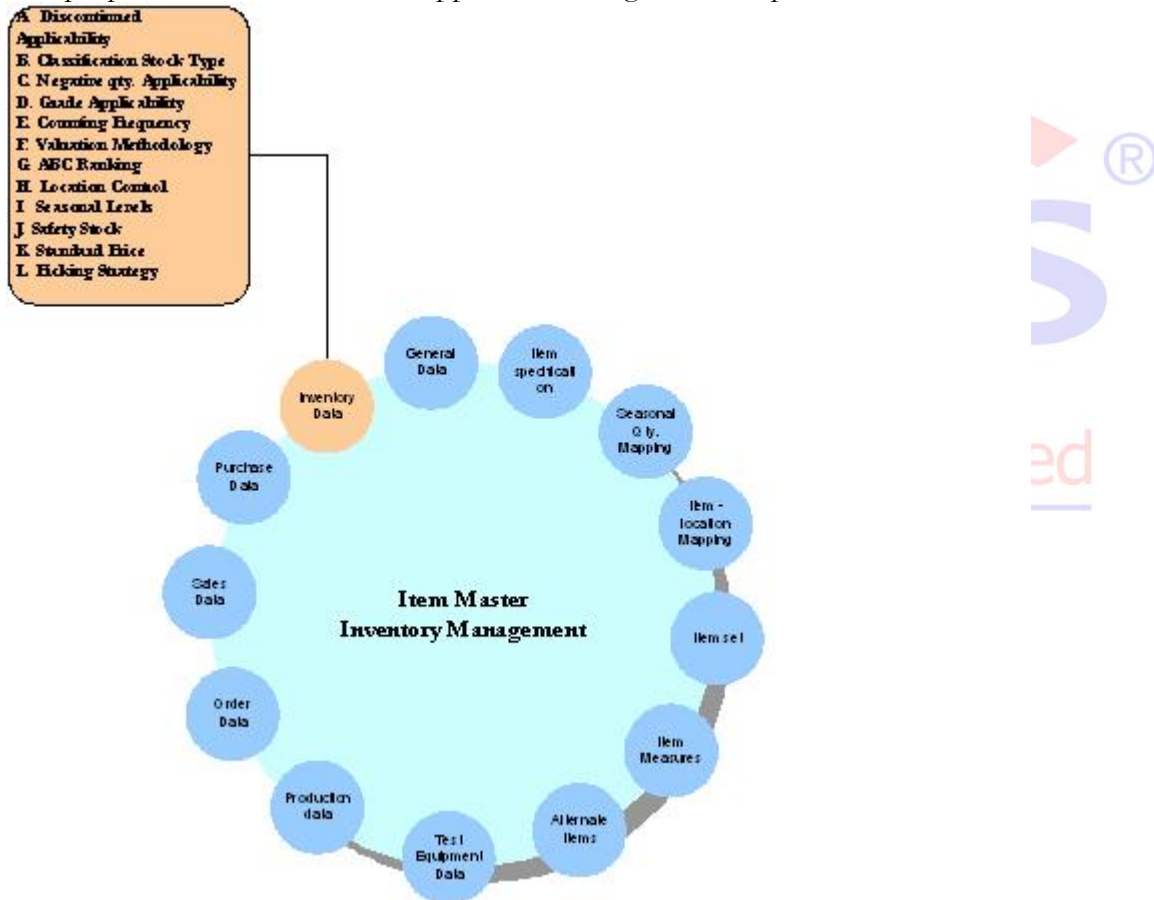 A Discontinued
Applicability
B. Classification Stock Type
C. Negative qty. Applicability
D. Grade Applicability
E. Counting Frequency
F. Valuation Methodology
G. ABC Ranking
H. Location Control
I Seasonal Levels
J. Safety Stock
K. Standard Price
L. Picking Strategy
®
S
General
Data
Item
specificati
on
Inventory
Data
Seasonal
Qty.
Mapping
Purchase
Data
Item -
location
Mapping
ed
Sales
Data
Item Master
Inventory Management
Item set
Order
Data
Item
Measures
Production
data
Alternate
Items
Test
Equipment
Data